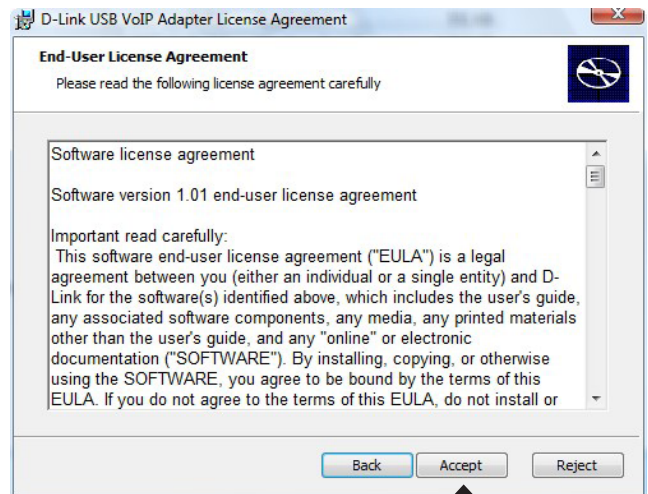 D-Link USB VoIP Adapter License Agreement
End-User License Agreement
Please read the following license agreement carefully
Software license agreement
Software version 1.01 end-user license agreement
Important read carefully:
This software end-user license agreement ("EULA") is a legal
agreement between you (either an individual or a single entity) and D-
Link for the software(s) identified above, which includes the user's guide,
any associated software components, any media, any printed materials
other than the user's guide, and any "online" or electronic
documentation ("SOFTWARE"). By installing, copying, or otherwise
using the SOFTWARE, you agree to be bound by the terms of this
EULA. If you do not agree to the terms of this EULA, do not install or
Back Accept Reject